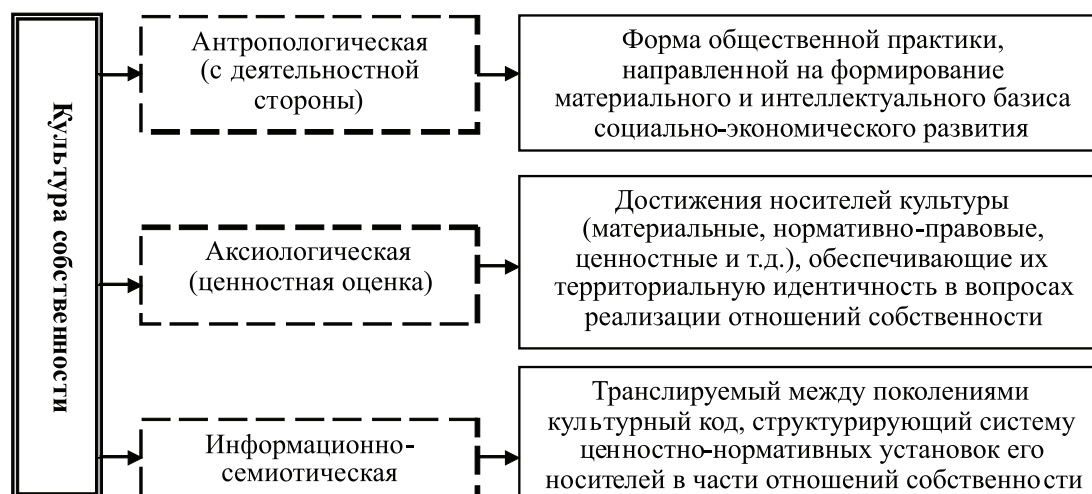 Культура собственности
Антропологическая
(с деятельностной
стороны)
Форма общественной практики,
направленной на формирование
материального и интеллектуального базиса
социально-экономического развития
Аксиологическая
(ценностная оценка)
Достижения носителей культуры
(материальные, нормативно-правовые,
ценностные и т.д.), обеспечивающие их
территориальную идентичность в вопросах
реализации отношений собственности
Информационно-
семиотическая
Транслируемый между поколениями
культурный код, структурирующий систему
ценностно-нормативных установок его
носителей в части отношений собственности